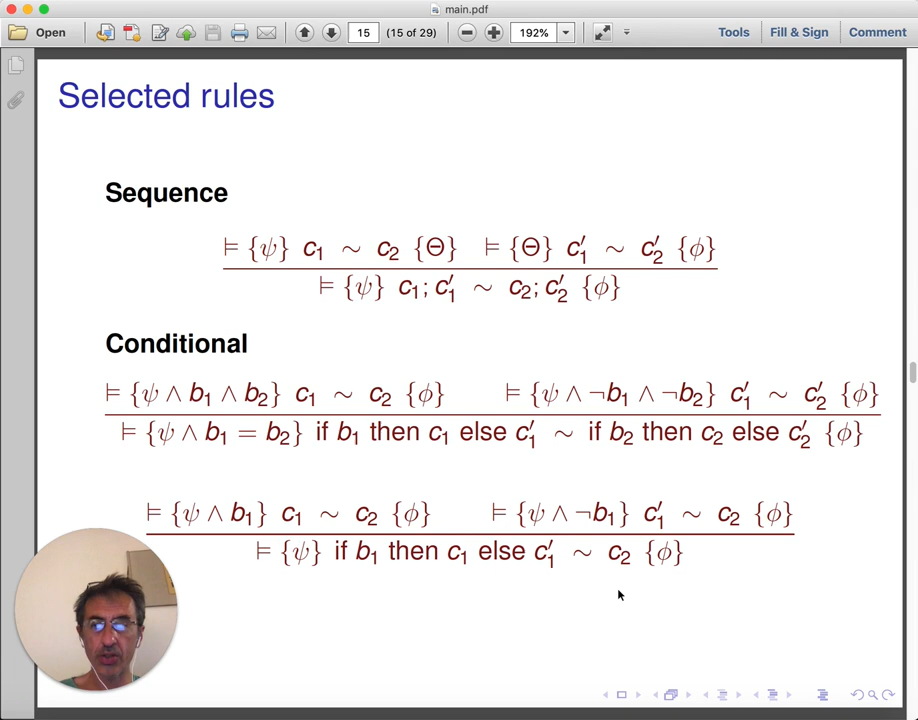 main.pdf
Open 15 (15 of 29) 192% Tools Fill & Sign Comment
Selected rules
Sequence
⊨ {ψ} c₁ ∼ c₂ {Θ} ⊨ {Θ} c′₁ ∼ c′₂ {ϕ}
⊨ {ψ} c₁; c′₁ ∼ c₂; c′₂ {ϕ}
Conditional
⊨ {ψ ∧ b₁ ∧ b₂} c₁ ∼ c₂ {ϕ} ⊨ {ψ ∧ ¬b₁ ∧ ¬b₂} c′₁ ∼ c′₂ {ϕ}
⊨ {ψ ∧ b₁ = b₂} if b₁ then c₁ else c′₁ ∼ if b₂ then c₂ else c′₂ {ϕ}
⊨ {ψ ∧ b₁} c₁ ∼ c₂ {ϕ} ⊨ {ψ ∧ ¬b₁} c′₁ ∼ c₂ {ϕ}
⊨ {ψ} if b₁ then c₁ else c′₁ ∼ c₂ {ϕ}